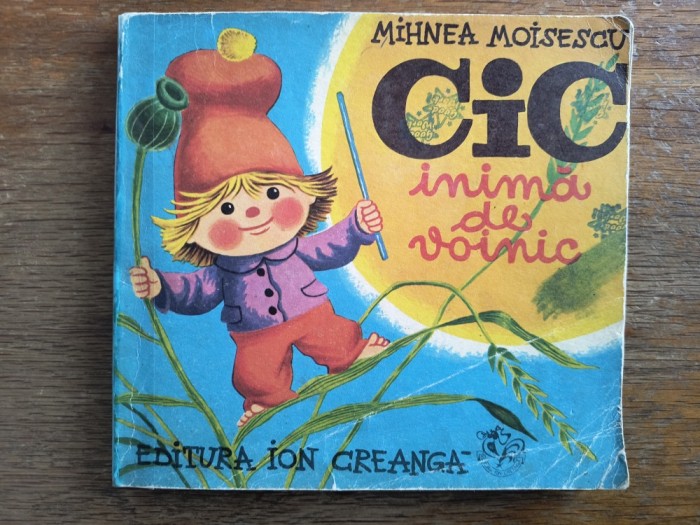 MIHNEA MOISESCU
CiC
inimă
de
voinic
EDITURA ION CREANGĂ